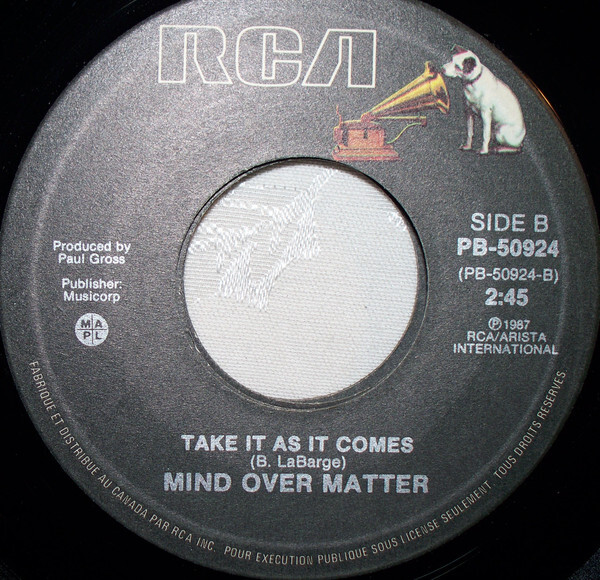 RCA
SIDE B
PB-50924
(PB-50924-B)
2:45
Ⓟ1987
RCA/ARISTA
INTERNATIONAL
Produced by
Paul Gross
Publisher:
Musicorp
MAPL
TAKE IT AS IT COMES
(B. LaBarge)
MIND OVER MATTER
FABRIQUE ET DISTRIBUE AU CANADA PAR RCA INC. POUR EXECUTION PUBLIQUE SOUS LICENSE SEULEMENT. TOUS DROITS RESERVES